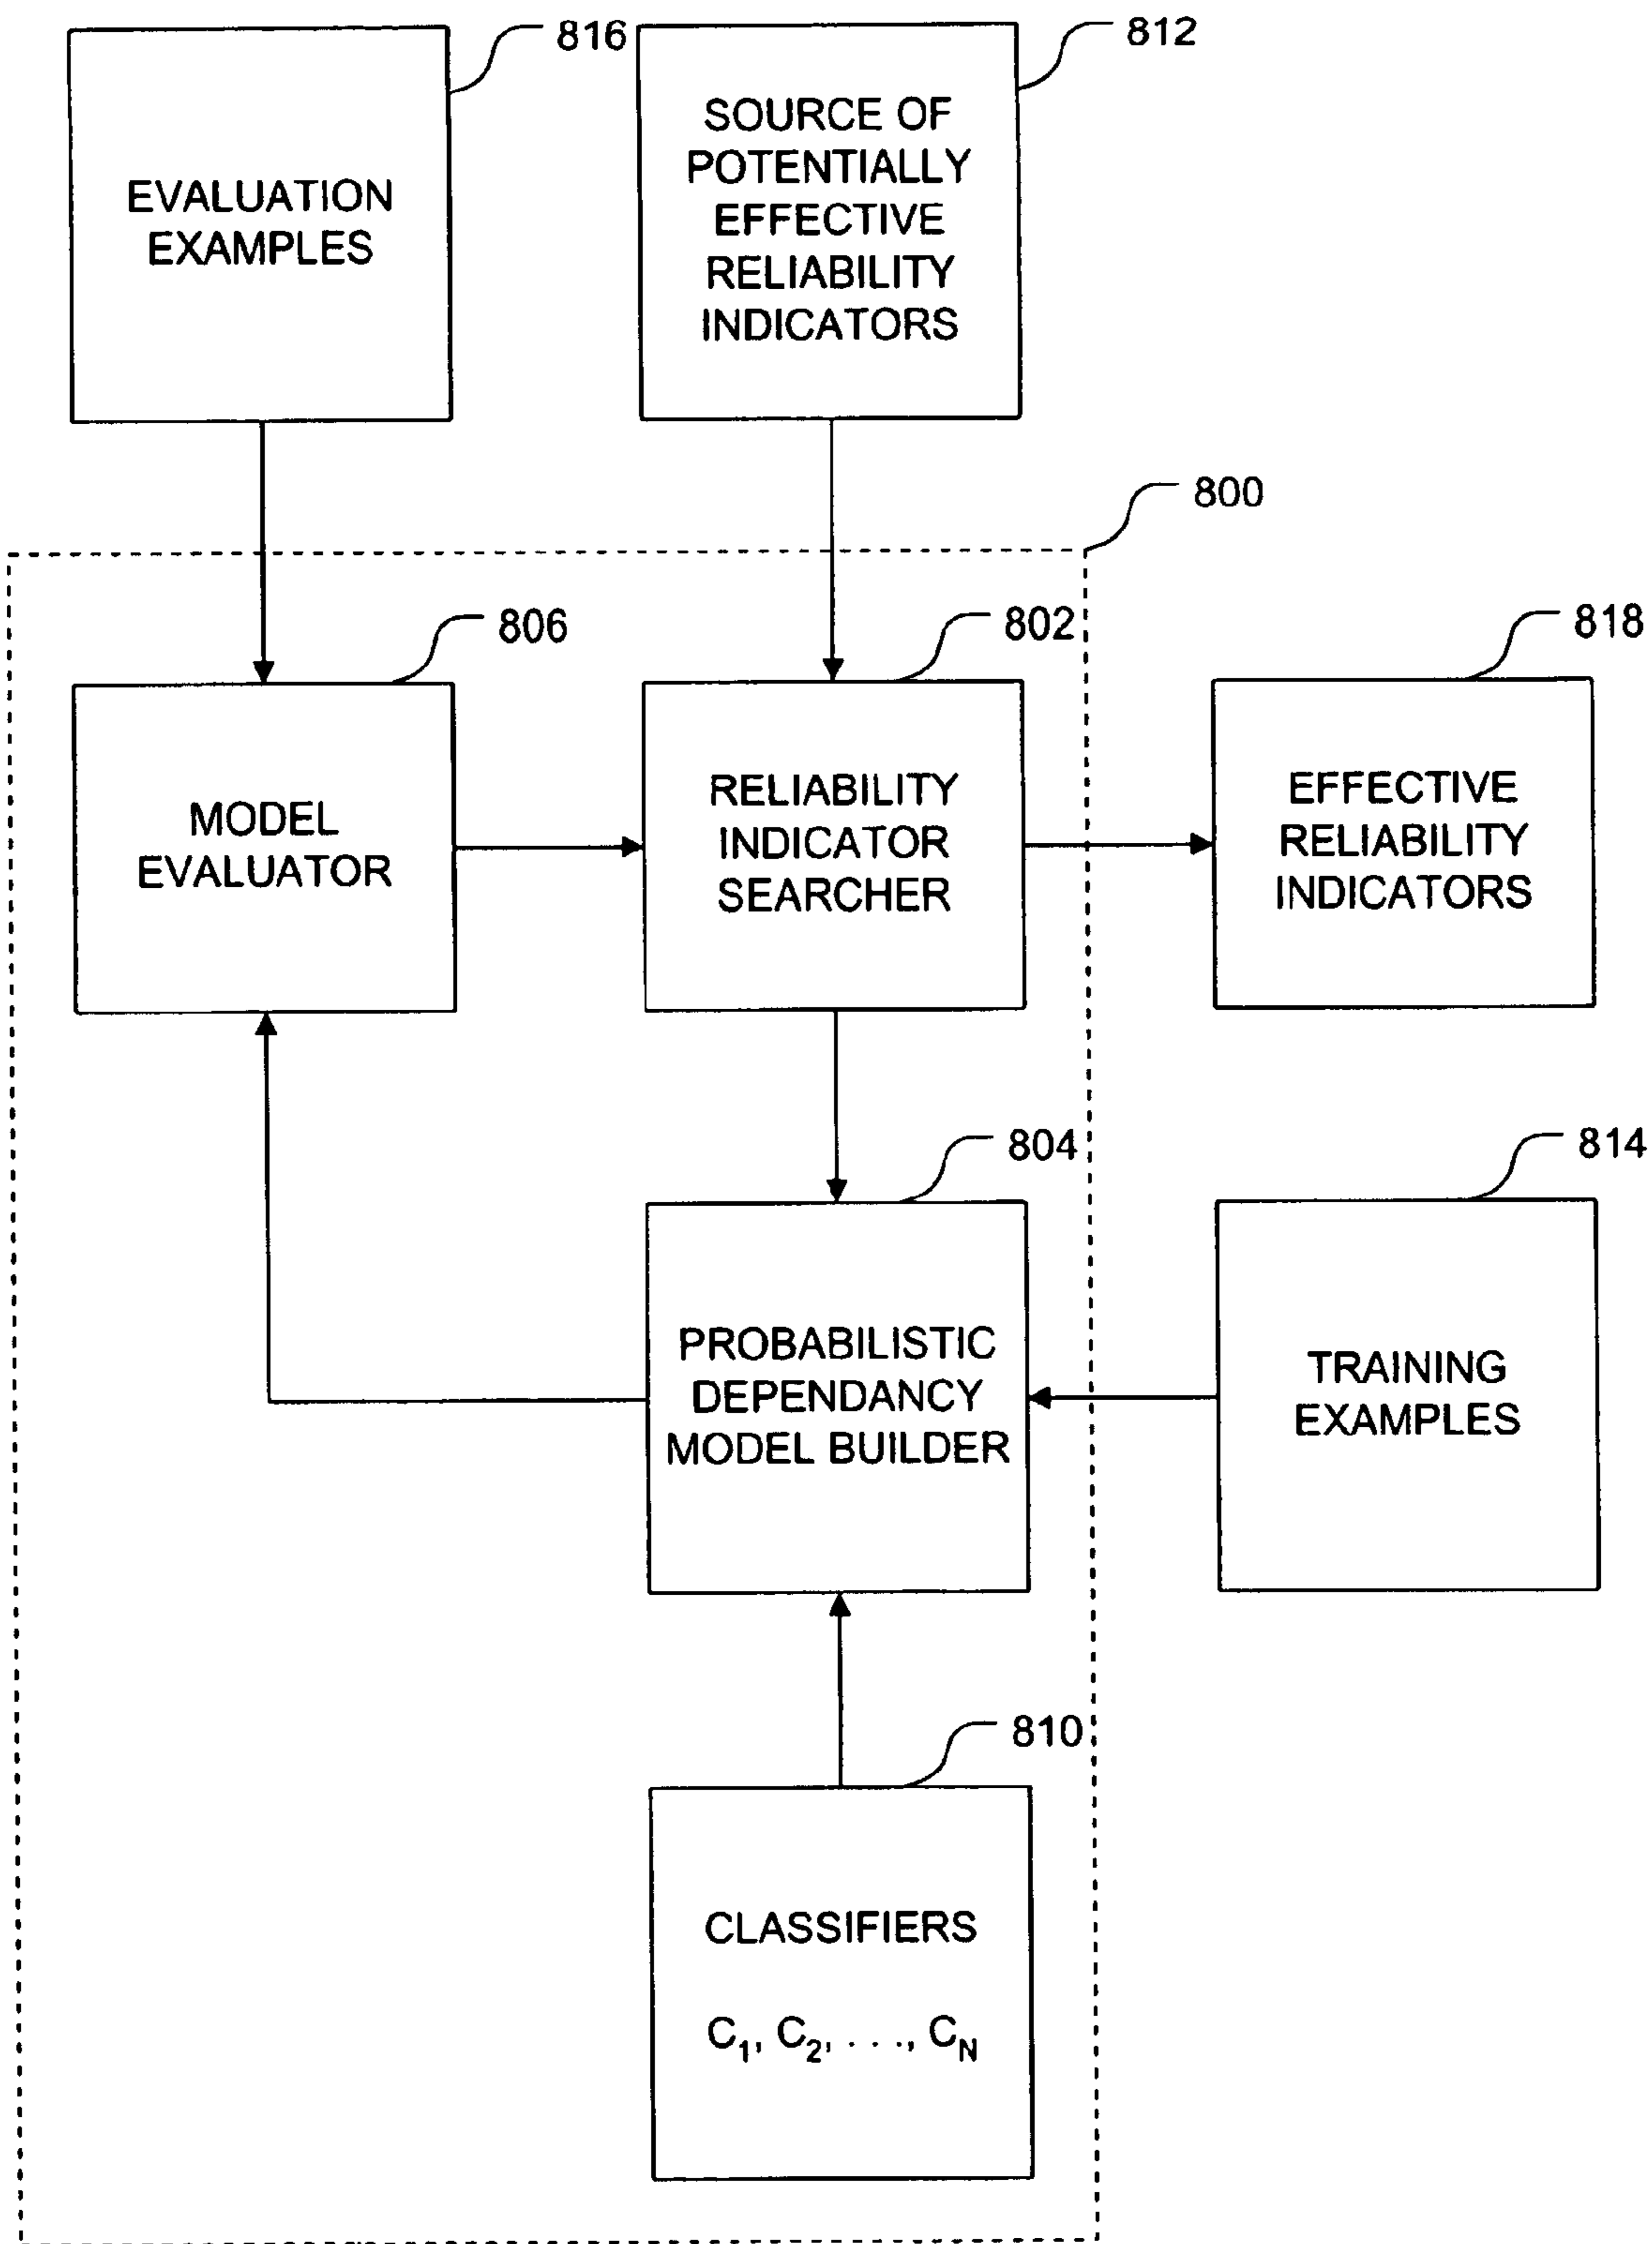 816
812
EVALUATION
EXAMPLES
SOURCE OF
POTENTIALLY
EFFECTIVE
RELIABILITY
INDICATORS
800
806
802
818
MODEL
EVALUATOR
RELIABILITY
INDICATOR
SEARCHER
EFFECTIVE
RELIABILITY
INDICATORS
804
814
PROBABILISTIC
DEPENDANCY
MODEL BUILDER
TRAINING
EXAMPLES
810
CLASSIFIERS
C₁, C₂, . . ., C_N